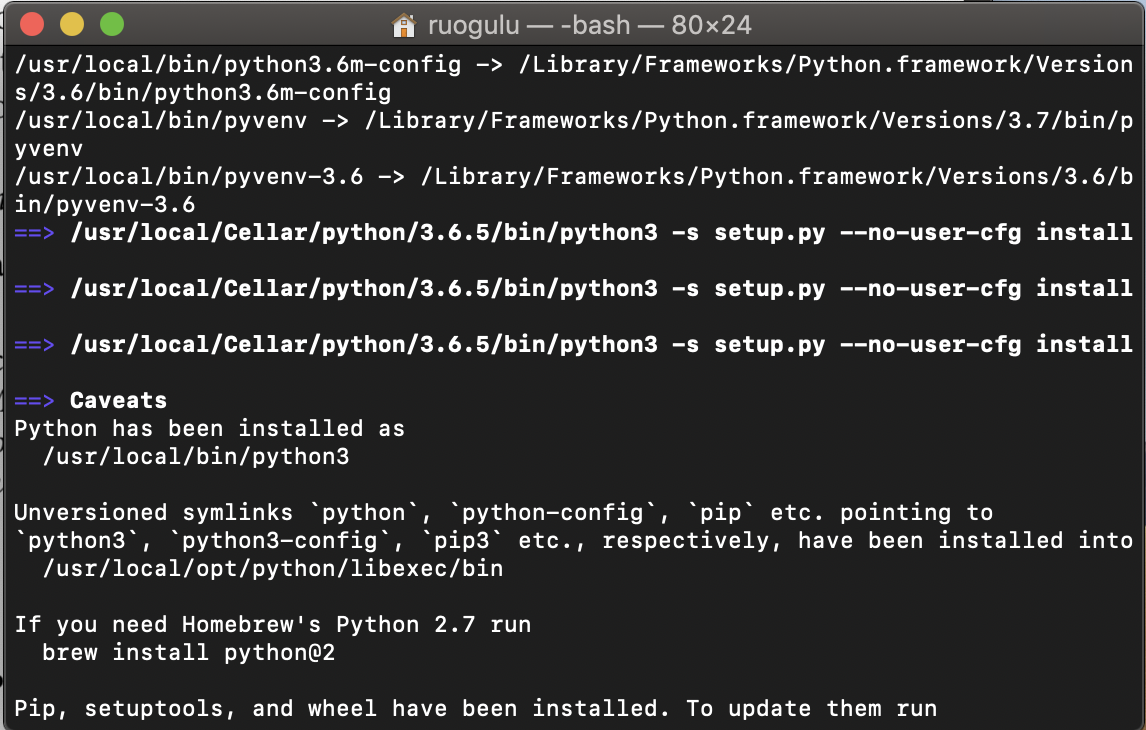 ruogulu — -bash — 80×24
/usr/local/bin/python3.6m-config -> /Library/Frameworks/Python.framework/Version
s/3.6/bin/python3.6m-config
/usr/local/bin/pyvenv -> /Library/Frameworks/Python.framework/Versions/3.7/bin/p
yvenv
/usr/local/bin/pyvenv-3.6 -> /Library/Frameworks/Python.framework/Versions/3.6/b
in/pyvenv-3.6
==> /usr/local/Cellar/python/3.6.5/bin/python3 -s setup.py --no-user-cfg install
==> /usr/local/Cellar/python/3.6.5/bin/python3 -s setup.py --no-user-cfg install
==> /usr/local/Cellar/python/3.6.5/bin/python3 -s setup.py --no-user-cfg install
==> Caveats
Python has been installed as
  /usr/local/bin/python3
Unversioned symlinks `python`, `python-config`, `pip` etc. pointing to
`python3`, `python3-config`, `pip3` etc., respectively, have been installed into
  /usr/local/opt/python/libexec/bin
If you need Homebrew's Python 2.7 run
  brew install python@2
Pip, setuptools, and wheel have been installed. To update them run